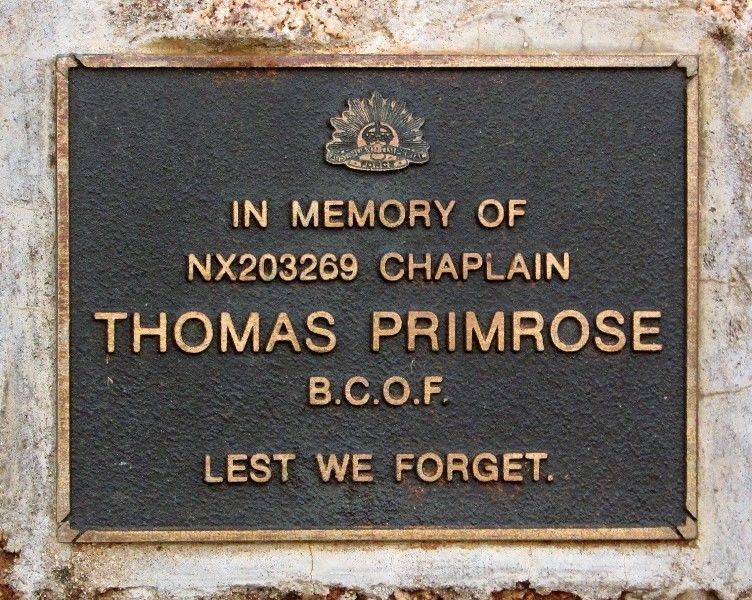 IN MEMORY OF
NX203269 CHAPLAIN
THOMAS PRIMROSE
B.C.O.F.
LEST WE FORGET.